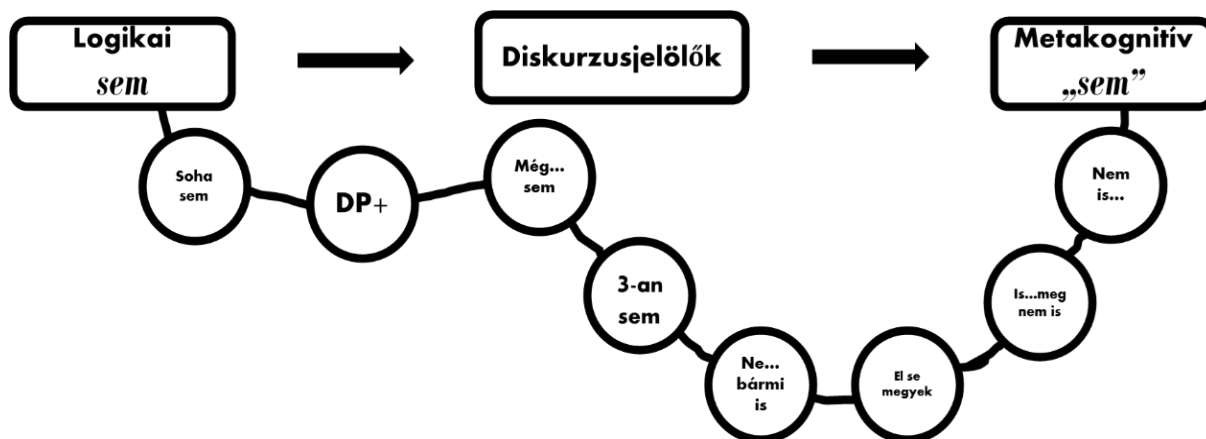 Logikai
sem
Diskurzusjelölők
Metakognitív
„sem”
Soha
sem
DP+
Még...
sem
3-an
sem
Ne...
bármi
is
El se
megyek
Is...meg
nem is
Nem
is...